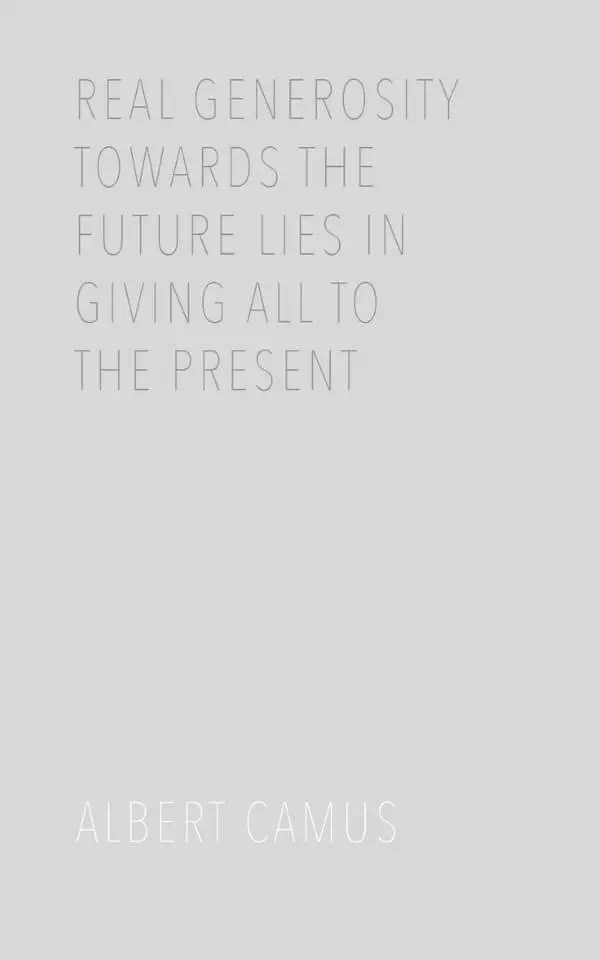 REAL GENEROSITY
TOWARDS THE
FUTURE LIES IN
GIVING ALL TO
THE PRESENT
ALBERT CAMUS